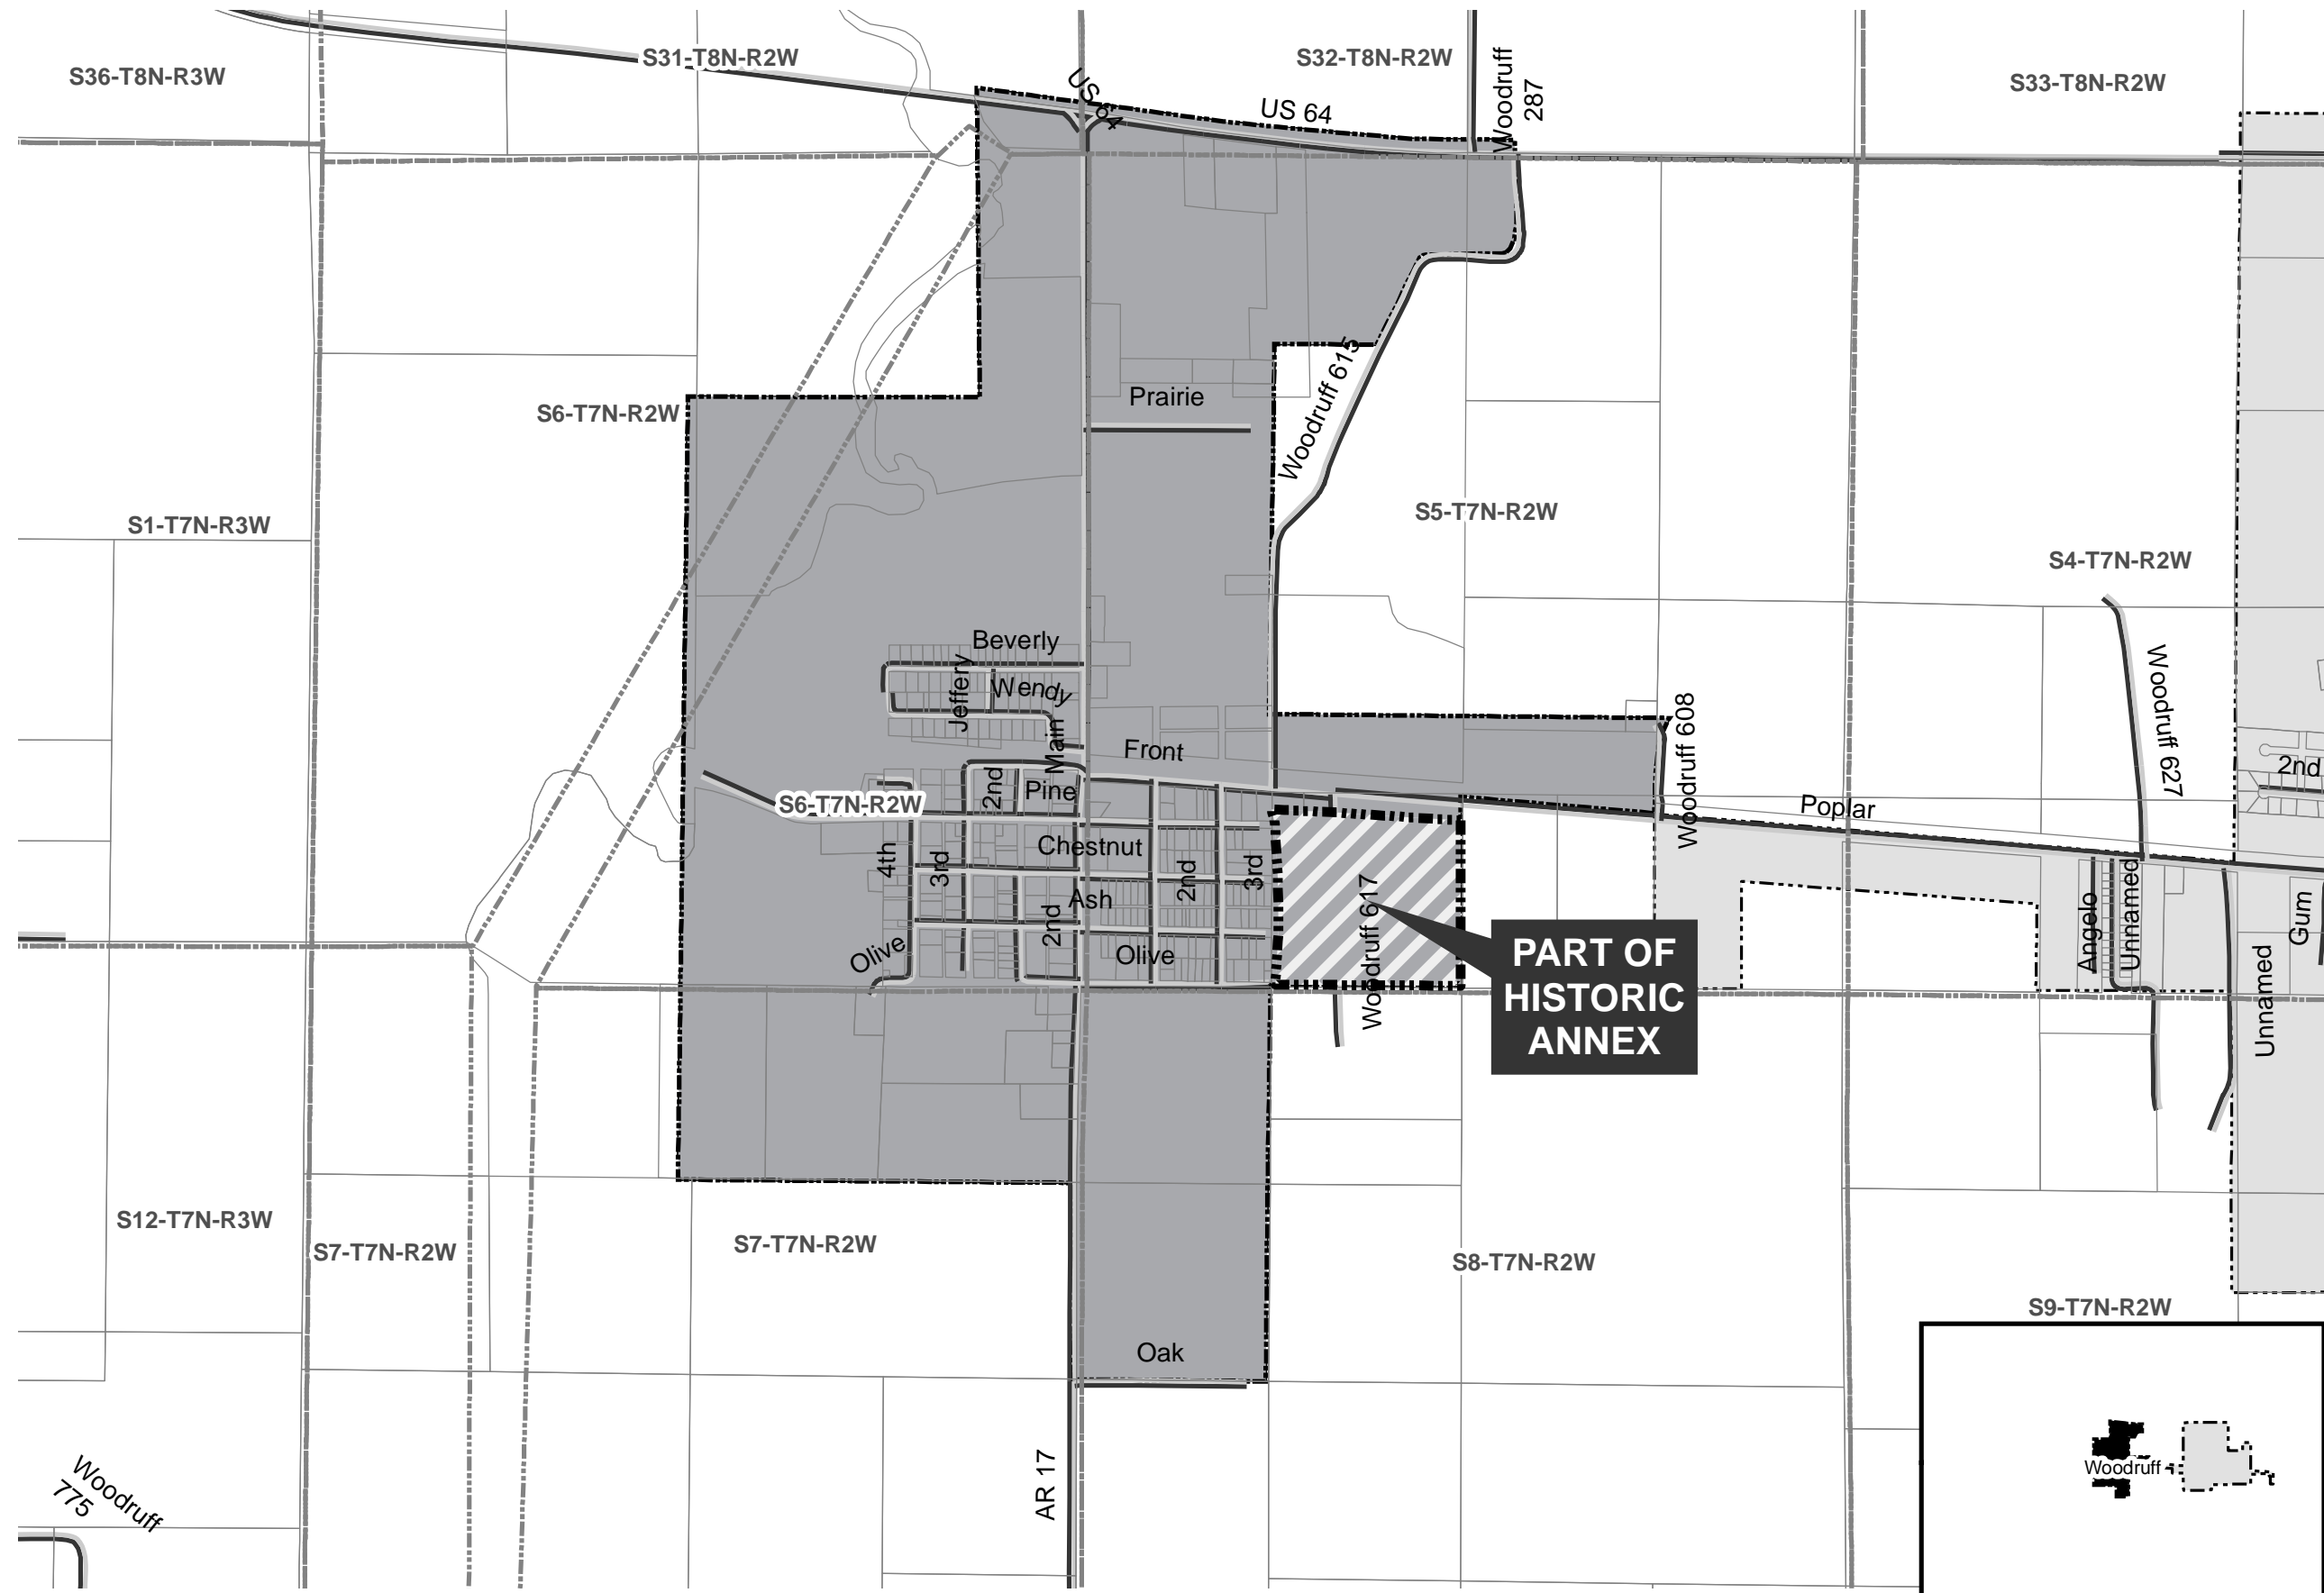 S36-T8N-R3W
S31-T8N-R2W
S32-T8N-R2W
S33-T8N-R2W
US 64
US 64
Woodruff
287
S6-T7N-R2W
Prairie
Woodruff 615
S1-T7N-R3W
S5-T7N-R2W
S4-T7N-R2W
Beverly
Jeffery
Wendy
Main
Front
Woodruff 608
Woodruff 627
2nd
2nd
Pine
S6-T7N-R2W
Poplar
4th
3rd
Chestnut
2nd
3rd
Ash
2nd
Woodruff 617
Olive
Olive
Angelo
Unnamed
Unnamed
Gum
PART OF
HISTORIC
ANNEX
S12-T7N-R3W
S7-T7N-R2W
S7-T7N-R2W
S8-T7N-R2W
S9-T7N-R2W
Oak
AR 17
Woodruff
775
Woodruff